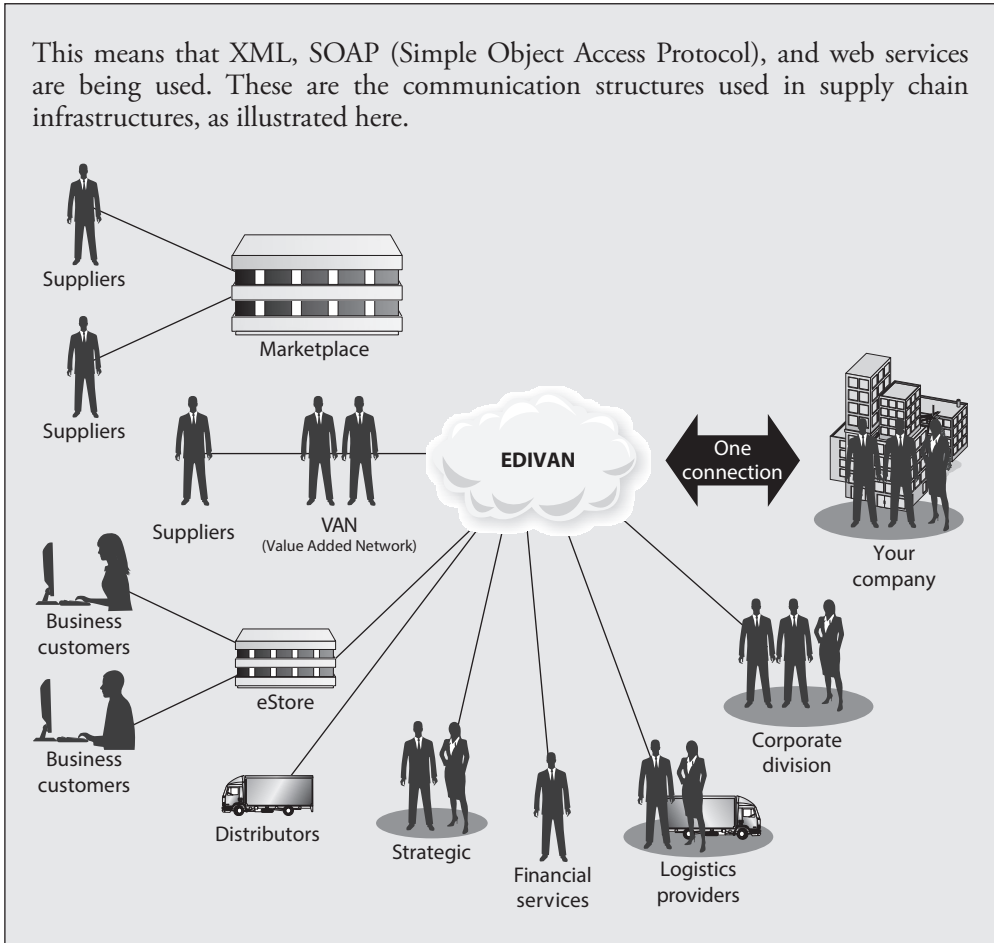 This means that XML, SOAP (Simple Object Access Protocol), and web services
are being used. These are the communication structures used in supply chain
infrastructures, as illustrated here.
Suppliers
Marketplace
Suppliers
Suppliers
VAN
(Value Added Network)
EDIVAN
One
connection
Your
company
Business
customers
eStore
Business
customers
Distributors
Strategic
Financial
services
Logistics
providers
Corporate
division